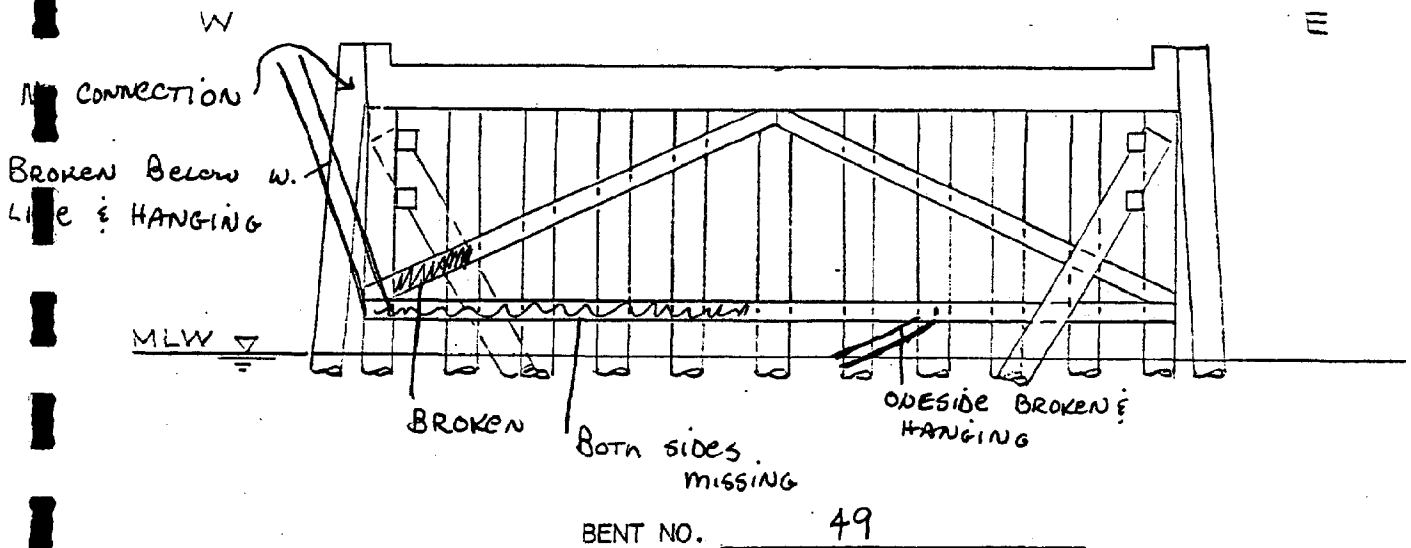 W
E
CONNECTION
BROKEN BELOW W.
& HANGING
MLW
BROKEN
BOTH SIDES
MISSING
ONESIDE BROKEN &
HANGING
BENT NO. 49